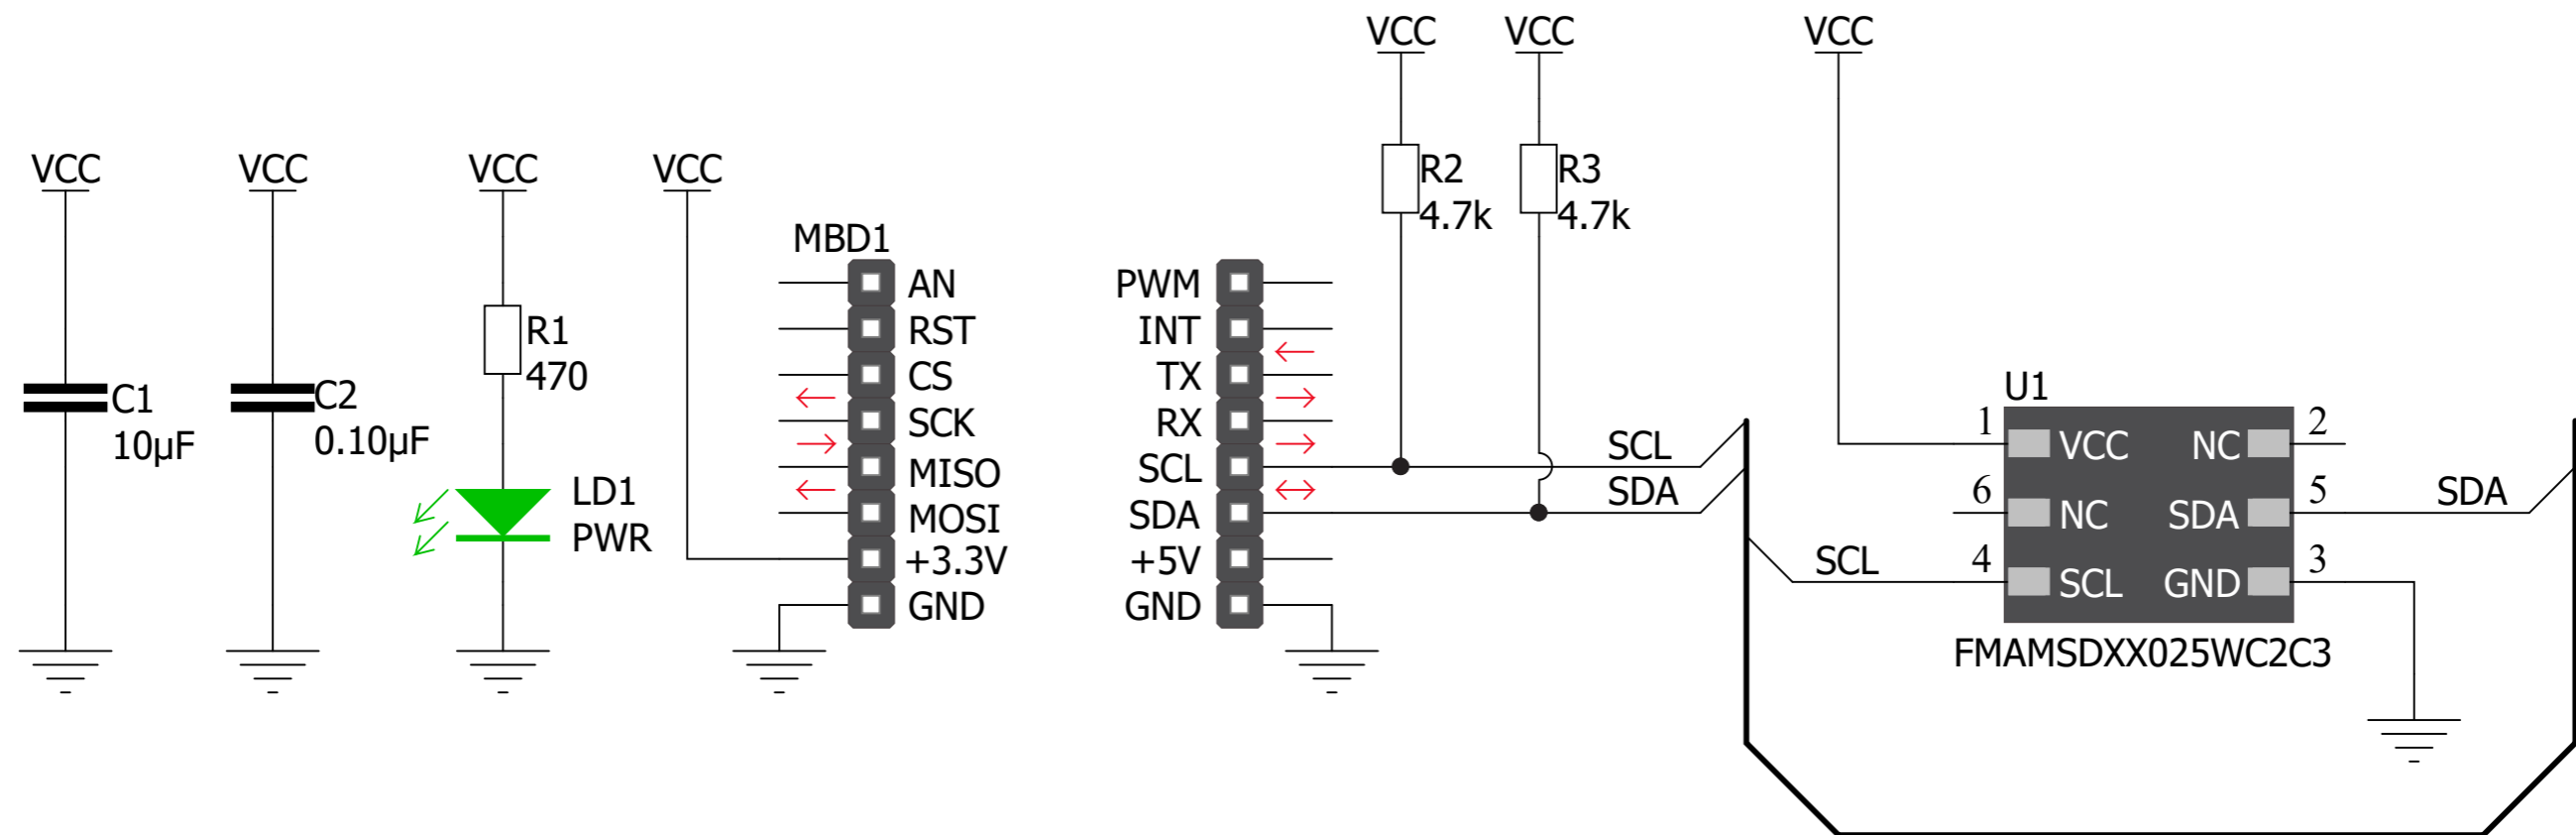 VCC
VCC
VCC
VCC
VCC
VCC
VCC
C1
10µF
C2
0.10µF
R1
470
LD1
PWR
MBD1
AN
RST
CS
SCK
MISO
MOSI
+3.3V
GND
PWM
INT
TX
RX
SCL
SDA
+5V
GND
R2
4.7k
R3
4.7k
SCL
SDA
SCL
U1
1 VCC NC 2
6 NC SDA 5
4 SCL GND 3
SDA
FMAMSDXX025WC2C3